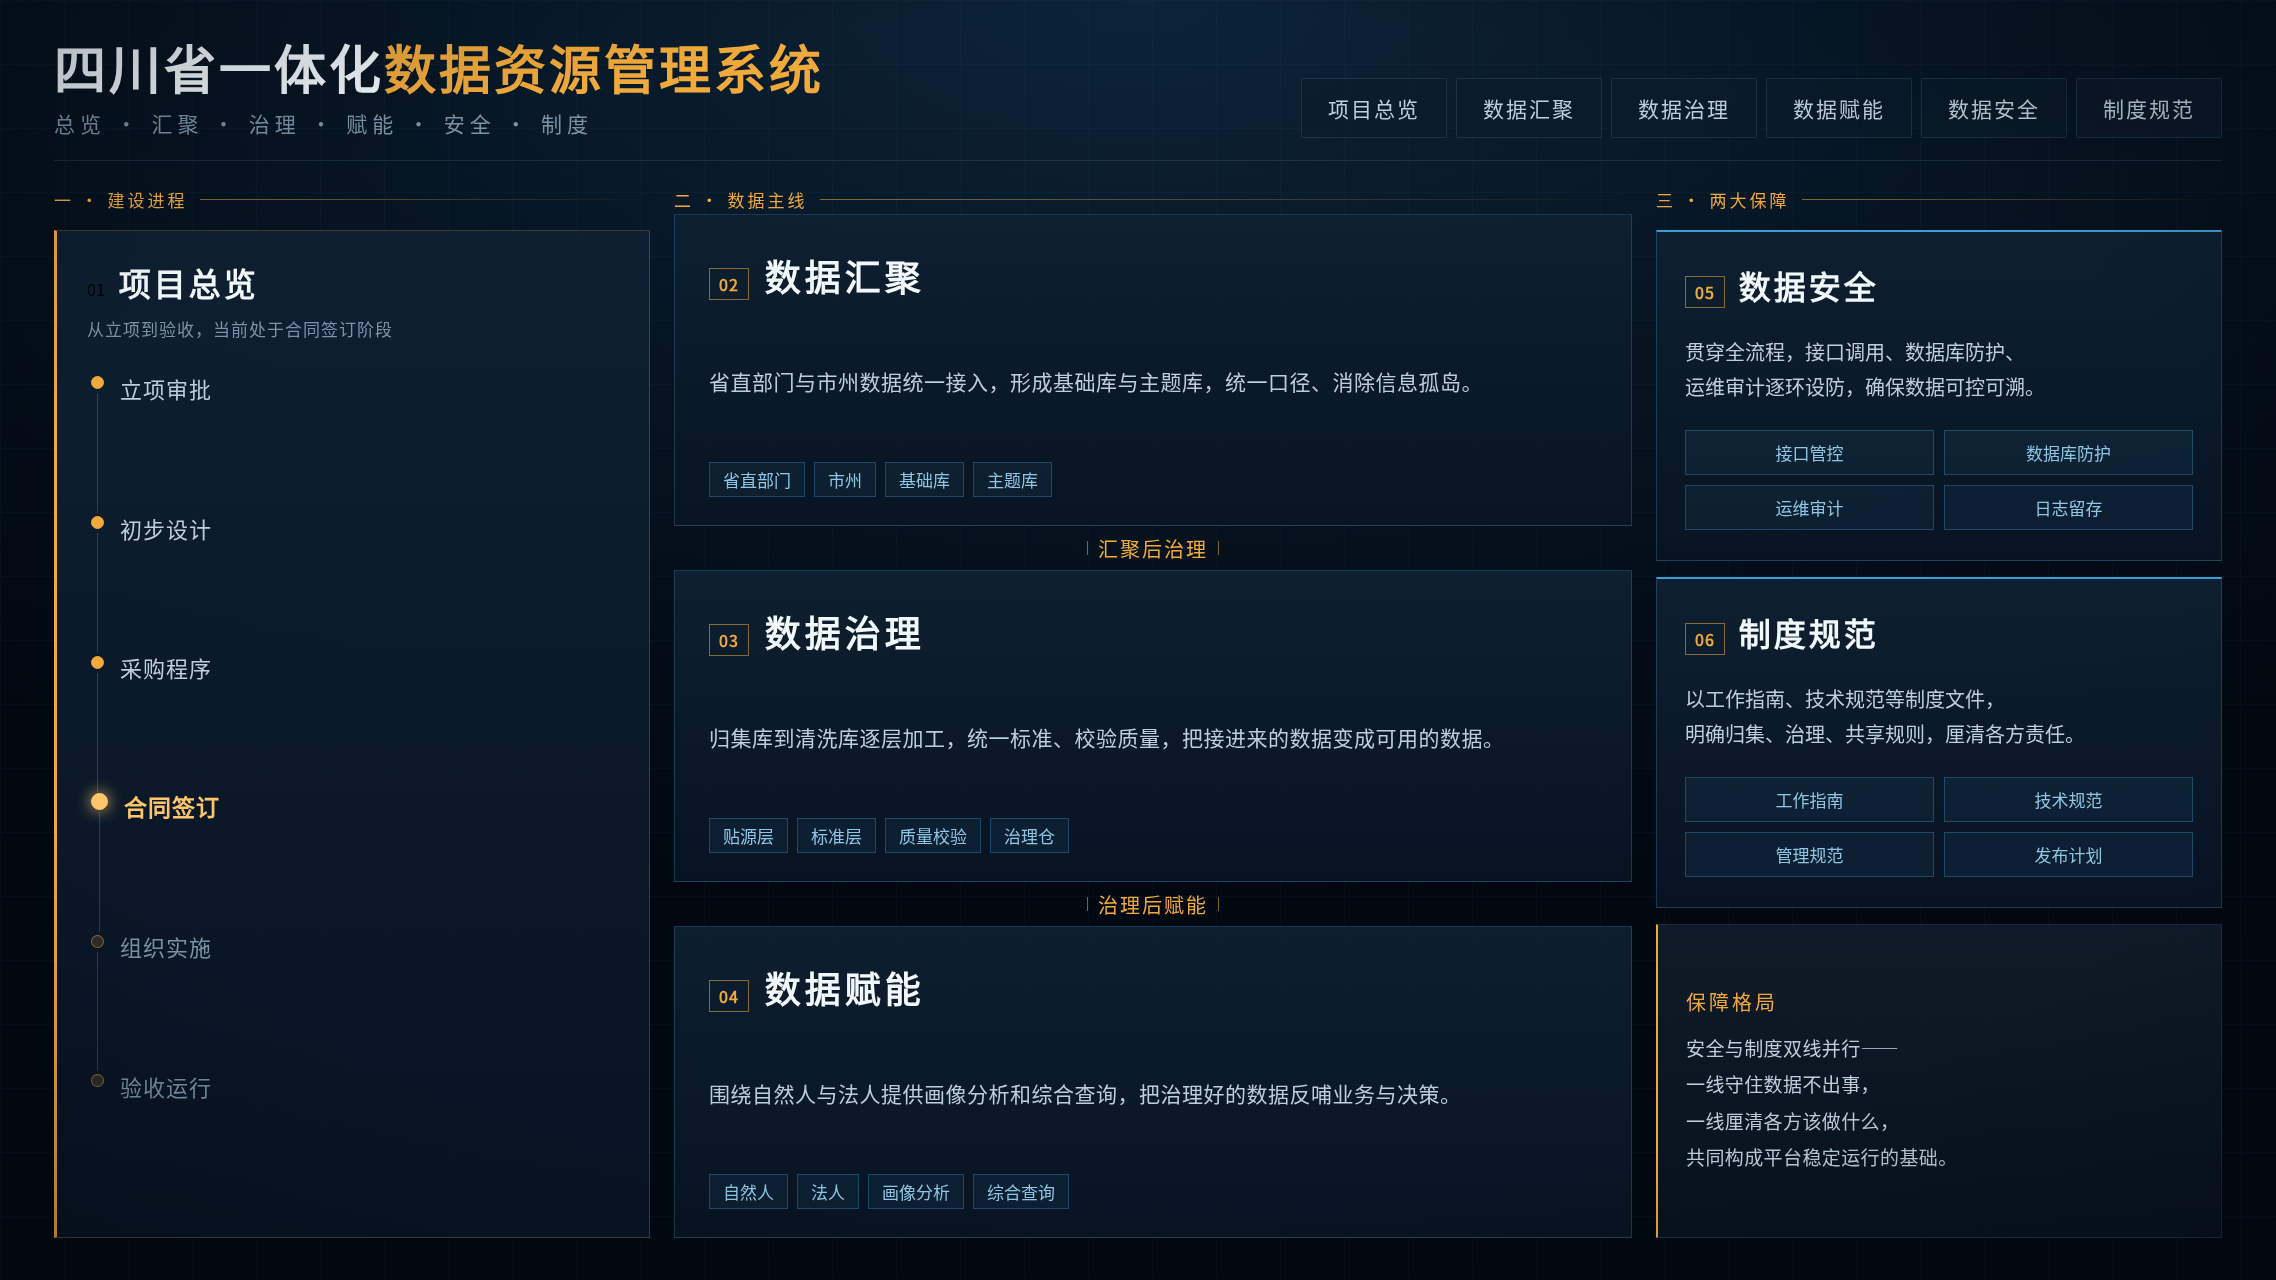 四川省一体化数据资源管理系统
总览 • 汇聚 • 治理 • 赋能 • 安全 • 制度
项目总览
数据汇聚
数据治理
数据赋能
数据安全
制度规范
一 • 建设进程
01 项目总览
从立项到验收，当前处于合同签订阶段
立项审批
初步设计
采购程序
合同签订
组织实施
验收运行
二 • 数据主线
02 数据汇聚
省直部门与市州数据统一接入，形成基础库与主题库，统一口径、消除信息孤岛。
省直部门
市州
基础库
主题库
汇聚后治理
03 数据治理
归集库到清洗库逐层加工，统一标准、校验质量，把接进来的数据变成可用的数据。
贴源层
标准层
质量校验
治理仓
治理后赋能
04 数据赋能
围绕自然人与法人提供画像分析和综合查询，把治理好的数据反哺业务与决策。
自然人
法人
画像分析
综合查询
三 • 两大保障
05 数据安全
贯穿全流程，接口调用、数据库防护、
运维审计逐环设防，确保数据可控可溯。
接口管控
数据库防护
运维审计
日志留存
06 制度规范
以工作指南、技术规范等制度文件，
明确归集、治理、共享规则，厘清各方责任。
工作指南
技术规范
管理规范
发布计划
保障格局
安全与制度双线并行——
一线守住数据不出事，
一线厘清各方该做什么，
共同构成平台稳定运行的基础。